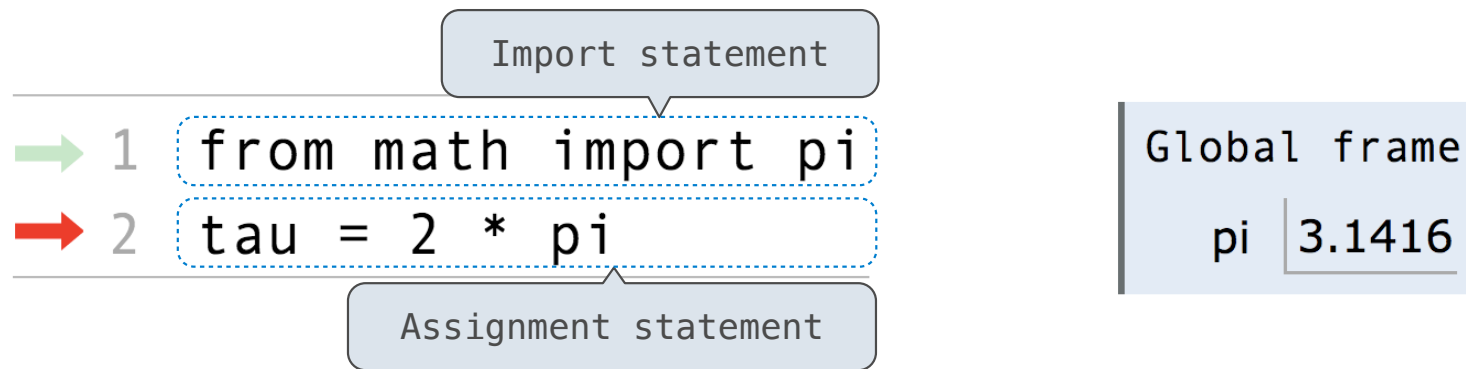 Import statement
1 from math import pi
2 tau = 2 * pi
Assignment statement
Global frame
pi 3.1416